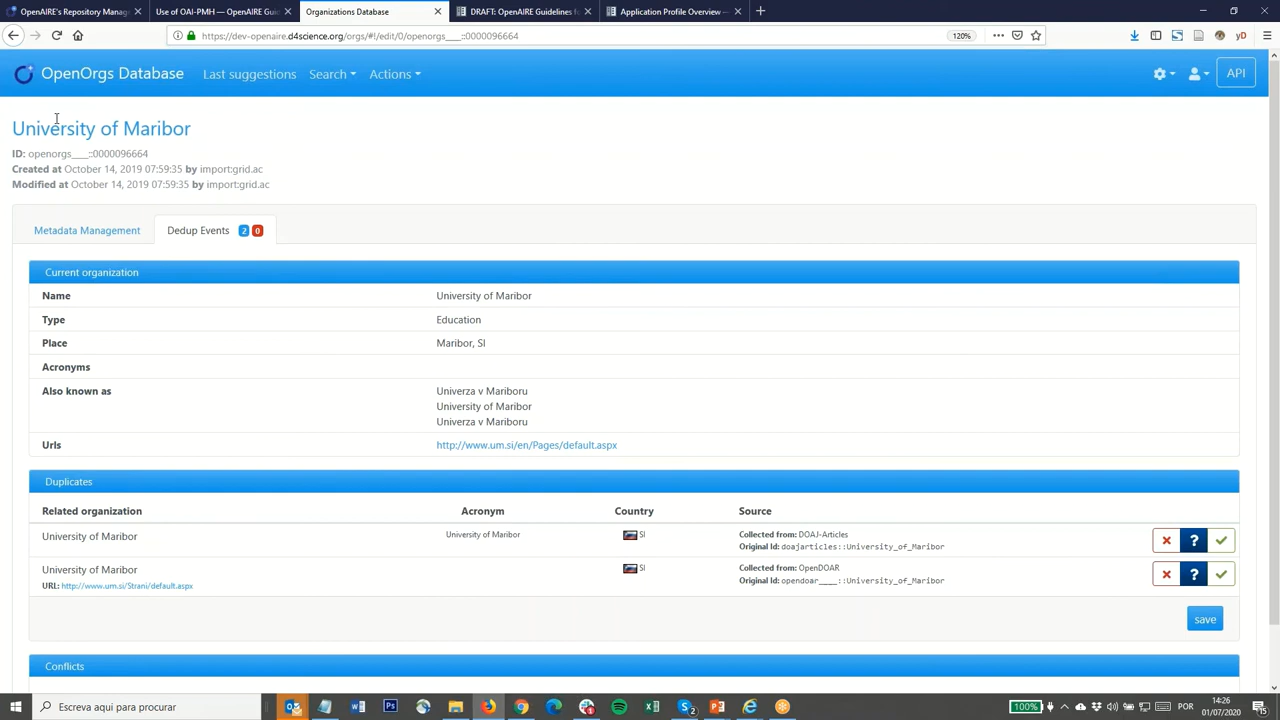 OpenAIRE's Repository Manag
Use of OAI-PMH — OpenAIRE Guid
Organizations Database
DRAFT: OpenAIRE Guidelines fo
Application Profile Overview —
https://dev-openaire.d4science.org/orgs/#!/edit/0/openorgs____::0000096664
120%
OpenOrgs Database
Last suggestions
Search
Actions
API
University of Maribor
ID: openorgs____::0000096664
Created at October 14, 2019 07:59:35 by import:grid.ac
Modified at October 14, 2019 07:59:35 by import:grid.ac
Metadata Management
Dedup Events 2 0
Current organization
Name University of Maribor
Type Education
Place Maribor, SI
Acronyms
Also known as Univerza v Mariboru
University of Maribor
Univerza v Mariboru
Urls http://www.um.si/en/Pages/default.aspx
Duplicates
Related organization Acronym Country Source
University of Maribor University of Maribor SI Collected from: DOAJ-Articles
Original Id: doajarticles::University_of_Maribor
?
University of Maribor SI Collected from: OpenDOAR
URL: http://www.um.si/Strani/default.aspx Original Id: opendoar____::University_of_Maribor
?
save
Conflicts
Escreva aqui para procurar
100%
POR
14:26
01/07/2020
15